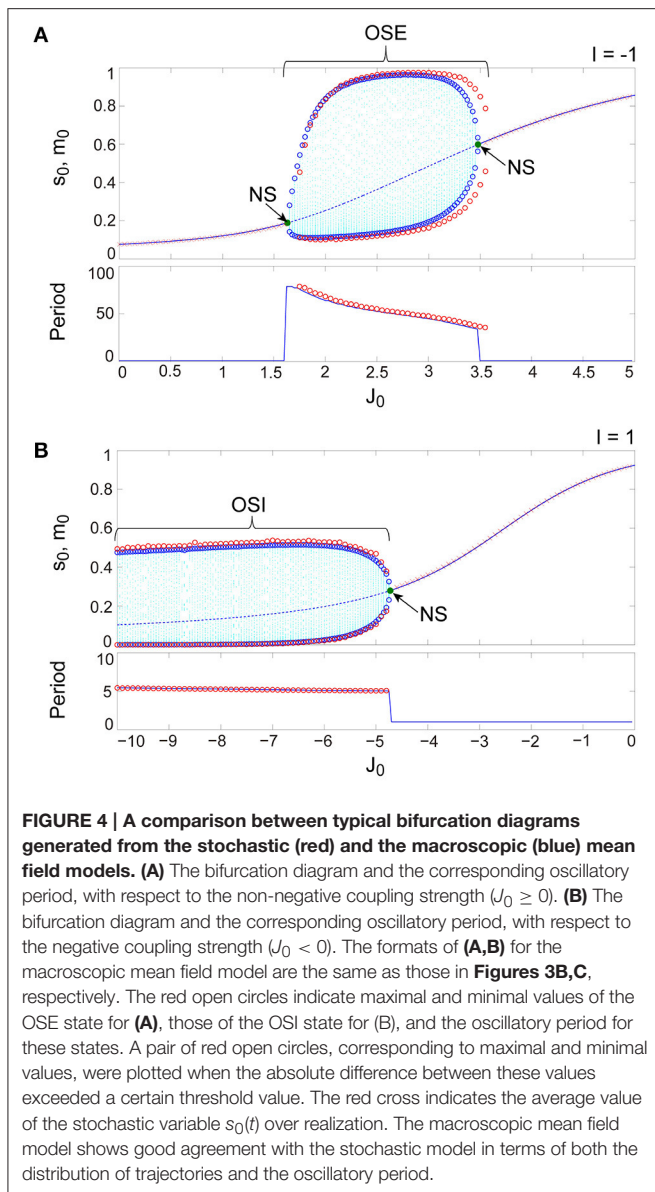 A
OSE
I = -1
s0, m0
1
0.8
0.6
0.4
0.2
0
NS
NS
Period
100
50
0
0 0.5 1 1.5 2 2.5 3 3.5 4 4.5 5
J0
B
I = 1
OSI
s0, m0
1
0.8
0.6
0.4
0.2
0
NS
Period
10
5
0
-10 -9 -8 -7 -6 -5 -4 -3 -2 -1 0
J0
FIGURE 4 | A comparison between typical bifurcation diagrams
generated from the stochastic (red) and the macroscopic (blue) mean
field models. (A) The bifurcation diagram and the corresponding oscillatory
period, with respect to the non-negative coupling strength (J0 ≥ 0). (B) The
bifurcation diagram and the corresponding oscillatory period, with respect to
the negative coupling strength (J0 < 0). The formats of (A,B) for the
macroscopic mean field model are the same as those in Figures 3B,C,
respectively. The red open circles indicate maximal and minimal values of the
OSE state for (A), those of the OSI state for (B), and the oscillatory period for
these states. A pair of red open circles, corresponding to maximal and minimal
values, were plotted when the absolute difference between these values
exceeded a certain threshold value. The red cross indicates the average value
of the stochastic variable s0(t) over realization. The macroscopic mean field
model shows good agreement with the stochastic model in terms of both the
distribution of trajectories and the oscillatory period.